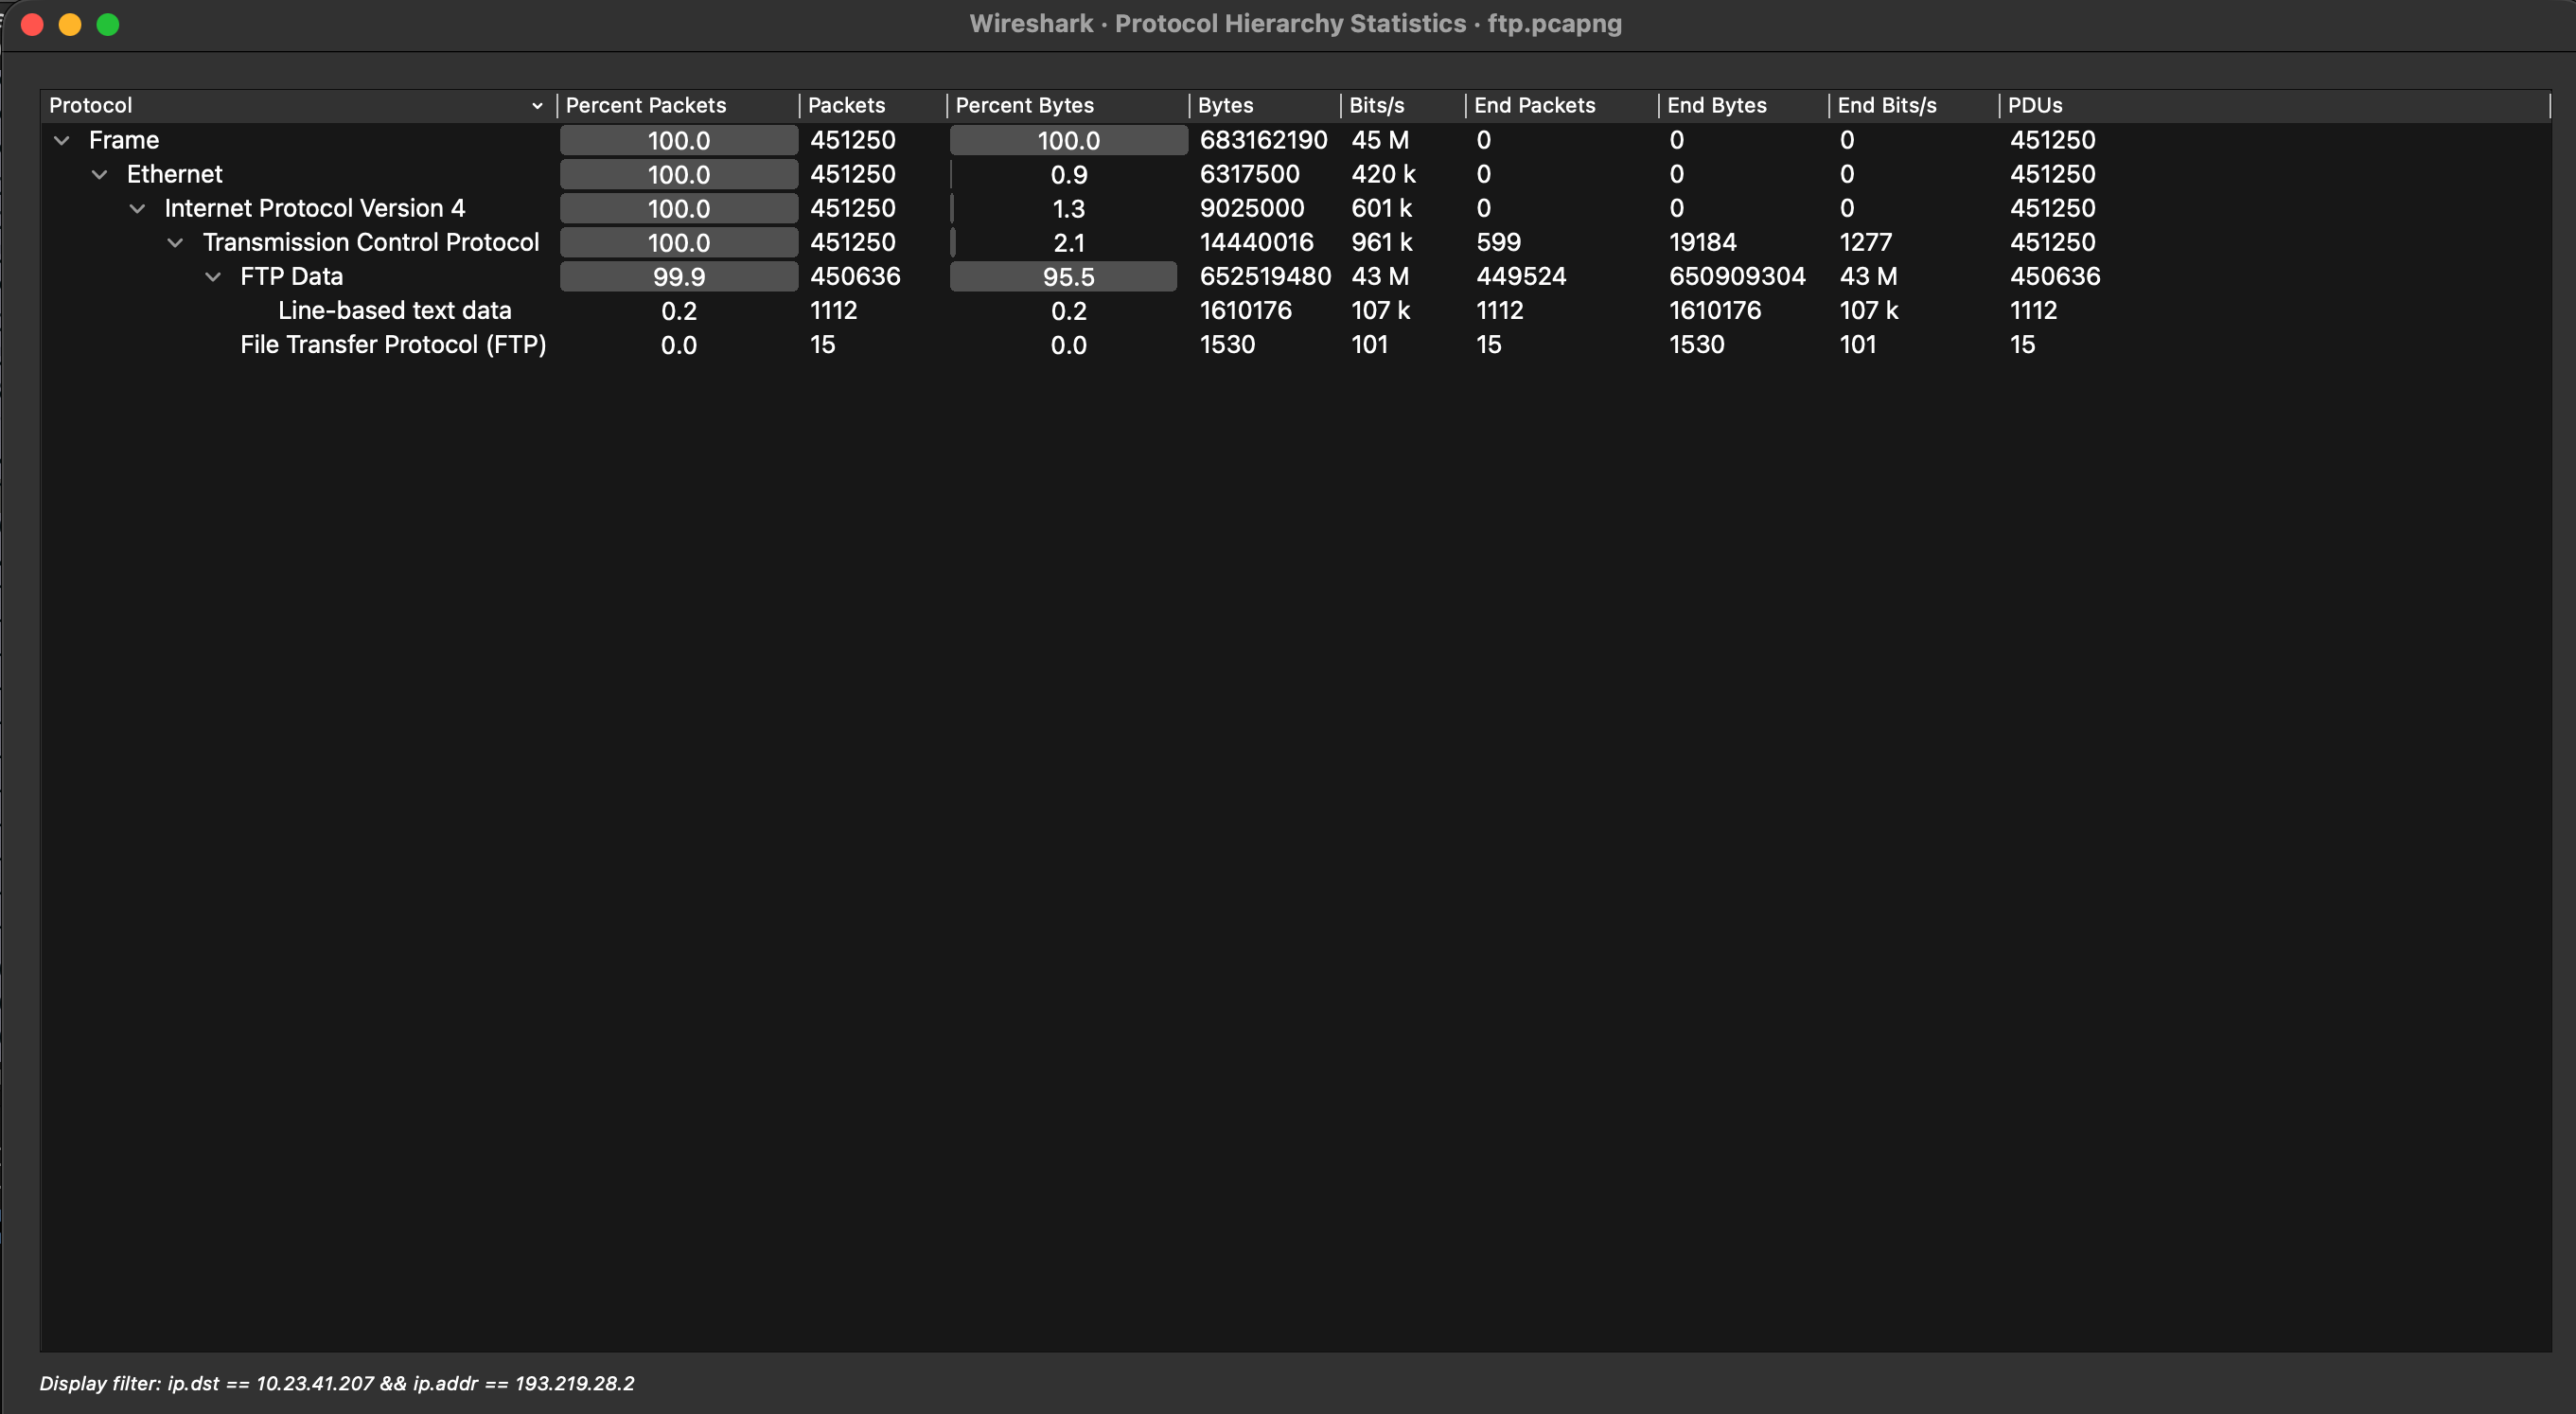 Wireshark · Protocol Hierarchy Statistics · ftp.pcapng
Protocol Percent Packets Packets Percent Bytes Bytes Bits/s End Packets End Bytes End Bits/s PDUs
Frame 100.0 451250 100.0 683162190 45 M 0 0 0 451250
Ethernet 100.0 451250 0.9 6317500 420 k 0 0 0 451250
Internet Protocol Version 4 100.0 451250 1.3 9025000 601 k 0 0 0 451250
Transmission Control Protocol 100.0 451250 2.1 14440016 961 k 599 19184 1277 451250
FTP Data 99.9 450636 95.5 652519480 43 M 449524 650909304 43 M 450636
Line-based text data 0.2 1112 0.2 1610176 107 k 1112 1610176 107 k 1112
File Transfer Protocol (FTP) 0.0 15 0.0 1530 101 15 1530 101 15
Display filter: ip.dst == 10.23.41.207 && ip.addr == 193.219.28.2